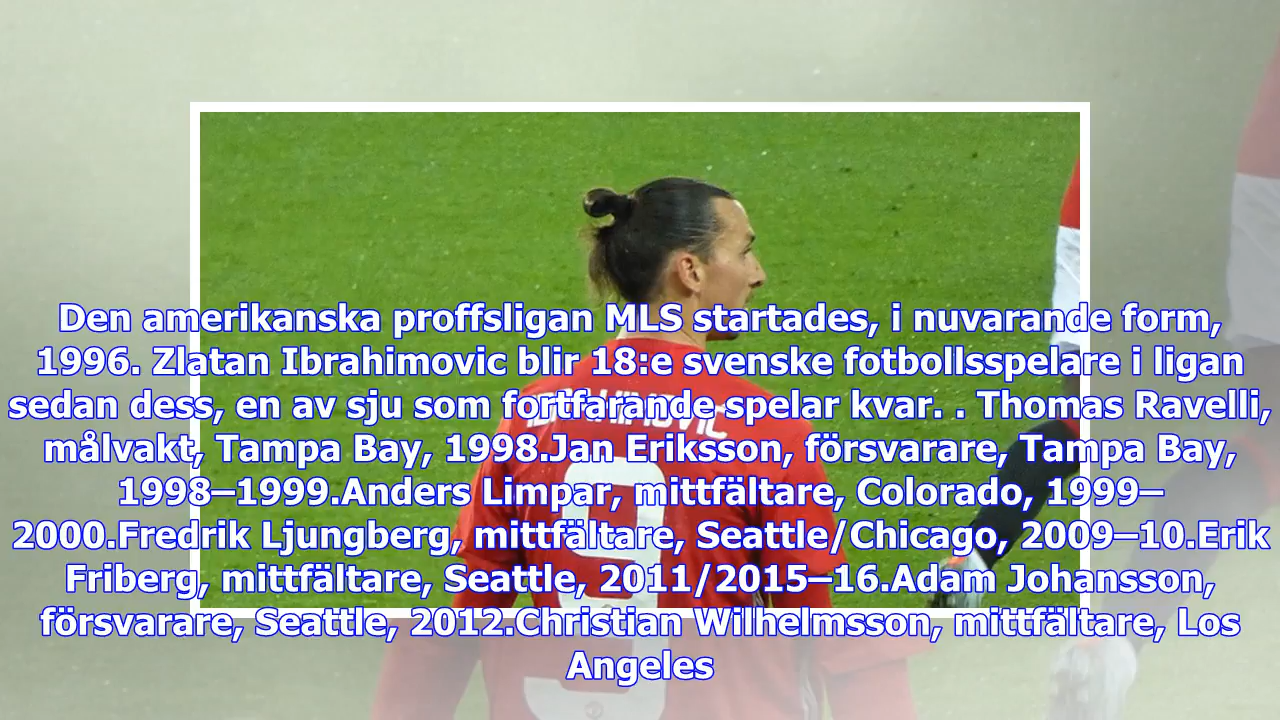 Den amerikanska proffsligan MLS startades, i nuvarande form,
1996. Zlatan Ibrahimovic blir 18:e svenske fotbollsspelare i ligan
sedan dess, en av sju som fortfarande spelar kvar. . Thomas Ravelli,
målvakt, Tampa Bay, 1998.Jan Eriksson, försvarare, Tampa Bay,
1998–1999.Anders Limpar, mittfältare, Colorado, 1999–
2000.Fredrik Ljungberg, mittfältare, Seattle/Chicago, 2009–10.Erik
Friberg, mittfältare, Seattle, 2011/2015–16.Adam Johansson,
försvarare, Seattle, 2012.Christian Wilhelmsson, mittfältare, Los
Angeles
9